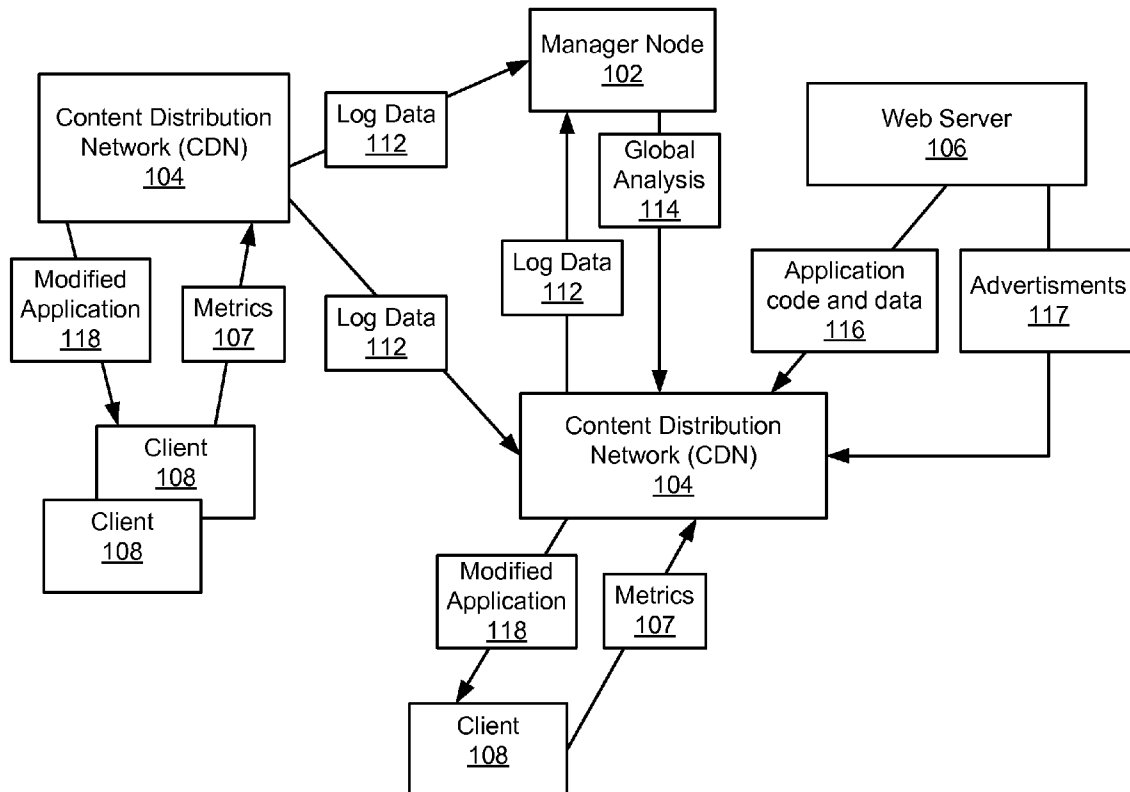 Manager Node
102
Content Distribution
Network (CDN)
104
Log Data
112
Web Server
106
Global
Analysis
114
Log Data
112
Application
code and data
116
Advertisments
117
Modified
Application
118
Metrics
107
Log Data
112
Client
108
Client
108
Content Distribution
Network (CDN)
104
Modified
Application
118
Metrics
107
Client
108